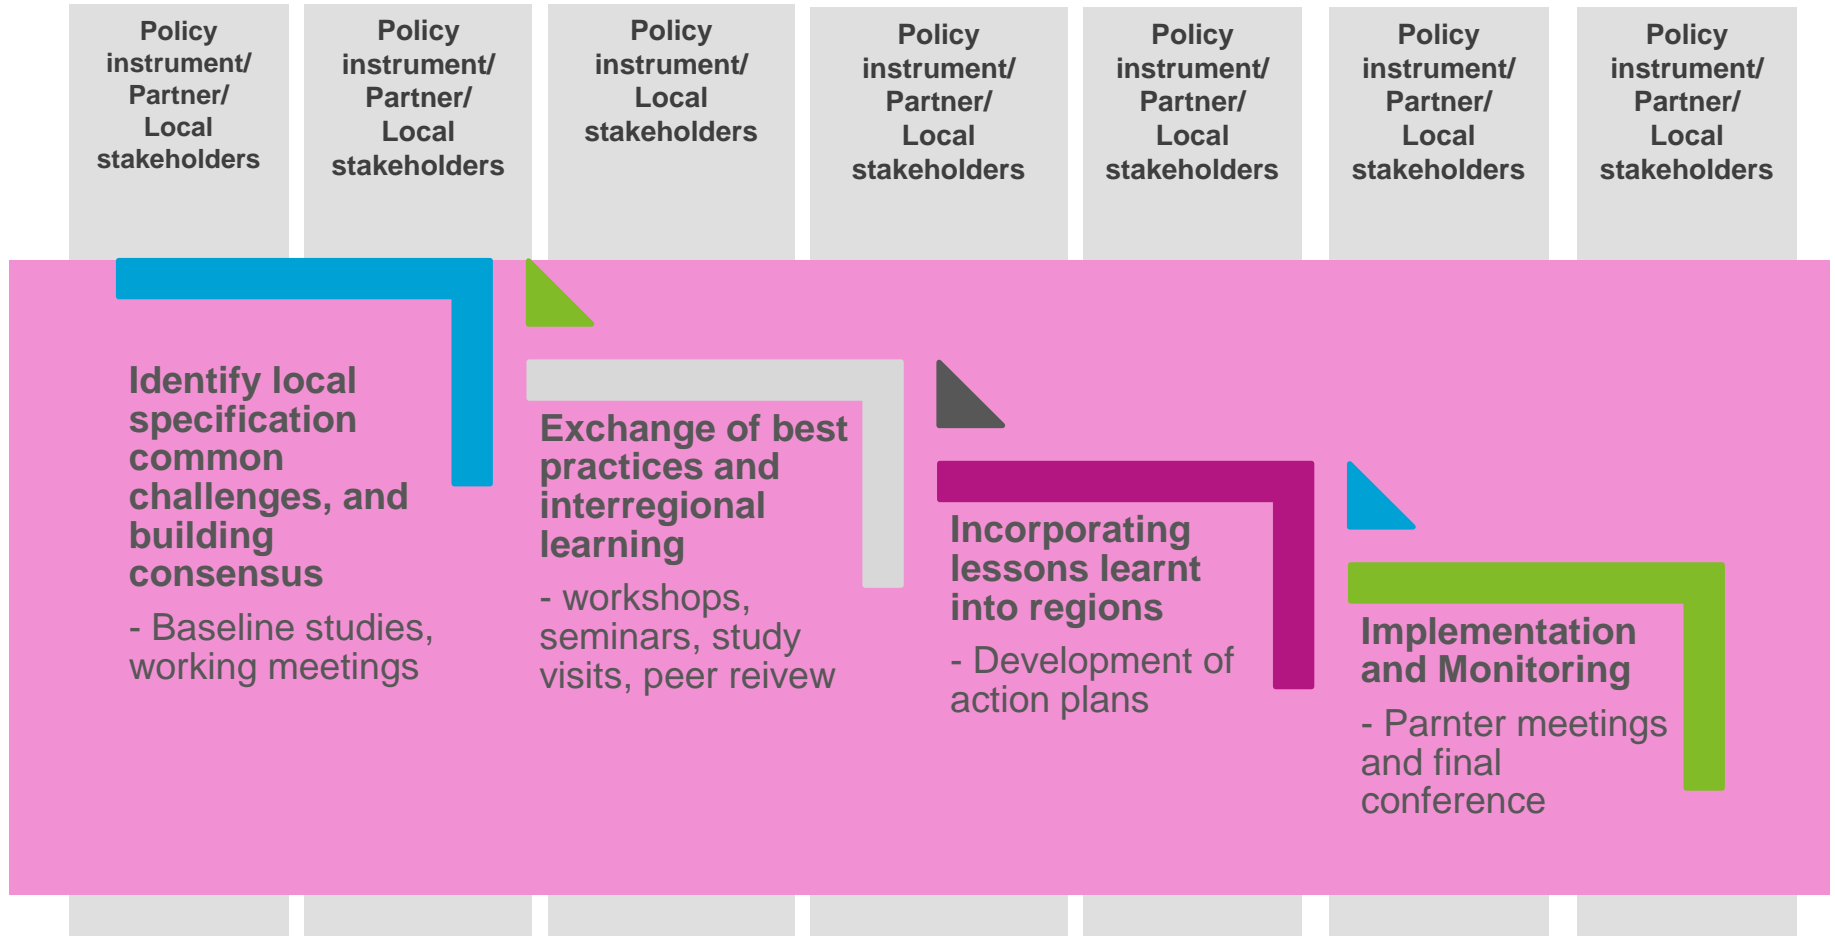 Policy
instrument/
Partner/
Local
stakeholders
Policy
instrument/
Partner/
Local
stakeholders
Policy
instrument/
Local
stakeholders
Policy
instrument/
Partner/
Local
stakeholders
Policy
instrument/
Partner/
Local
stakeholders
Policy
instrument/
Partner/
Local
stakeholders
Policy
instrument/
Partner/
Local
stakeholders
Identify local
specification
common
challenges, and
building
consensus
- Baseline studies,
working meetings
Exchange of best
practices and
interregional
learning
- workshops,
seminars, study
visits, peer reivew
Incorporating
lessons learnt
into regions
- Development of
action plans
Implementation
and Monitoring
- Parnter meetings
and final
conference